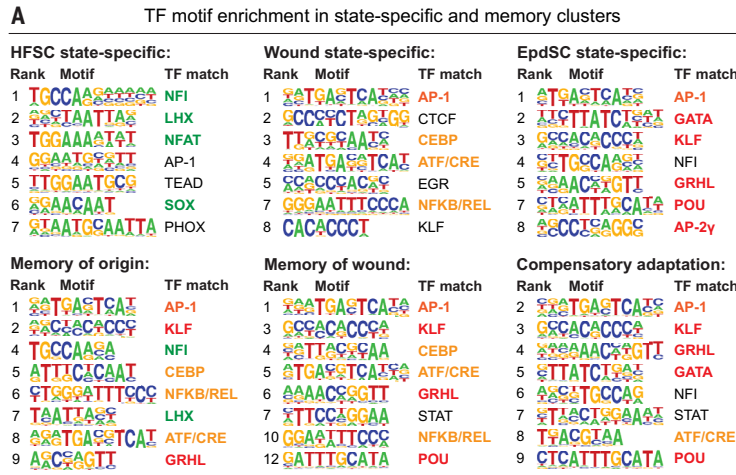 A
TF motif enrichment in state-specific and memory clusters
HFSC state-specific:
Rank Motif TF match
1 NFI
2 LHX
3 TGGAAAATAT NFAT
4 AP-1
5 TTGGAATGCG TEAD
6 GGAACAAT SOX
7 GTAATGCAATTA PHOX
Wound state-specific:
Rank Motif TF match
1 AP-1
2 CTCF
3 CEBP
4 ATF/CRE
5 EGR
7 GGGAATTTCCCA NFKB/REL
8 CACACCCT KLF
EpdSC state-specific:
Rank Motif TF match
1 AP-1
2 GATA
3 KLF
4 NFI
5 GRHL
7 POU
8 AP-2γ
Memory of origin:
Rank Motif TF match
1 AP-1
2 KLF
4 NFI
5 CEBP
6 NFKB/REL
7 LHX
8 ATF/CRE
9 GRHL
Memory of wound:
Rank Motif TF match
1 AP-1
3 KLF
4 CEBP
5 ATF/CRE
6 GRHL
7 STAT
10 NFKB/REL
12 GATTTGCATA POU
Compensatory adaptation:
Rank Motif TF match
2 AP-1
3 KLF
4 GRHL
5 GATA
6 NFI
7 STAT
8 ATF/CRE
9 CTCATTTGCATA POU